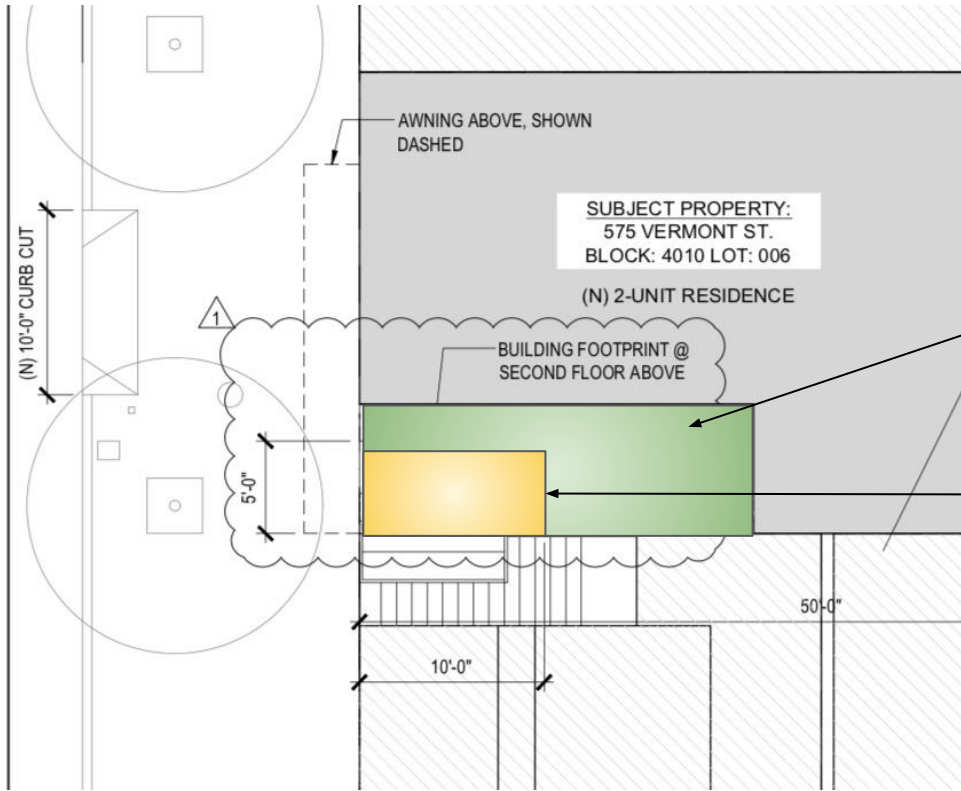 AWNING ABOVE, SHOWN
DASHED
SUBJECT PROPERTY:
575 VERMONT ST.
BLOCK: 4010 LOT: 006
(N) 2-UNIT RESIDENCE
(N) 10'-0" CURB CUT
1
BUILDING FOOTPRINT @
SECOND FLOOR ABOVE
5'-0"
50'-0"
10'-0"